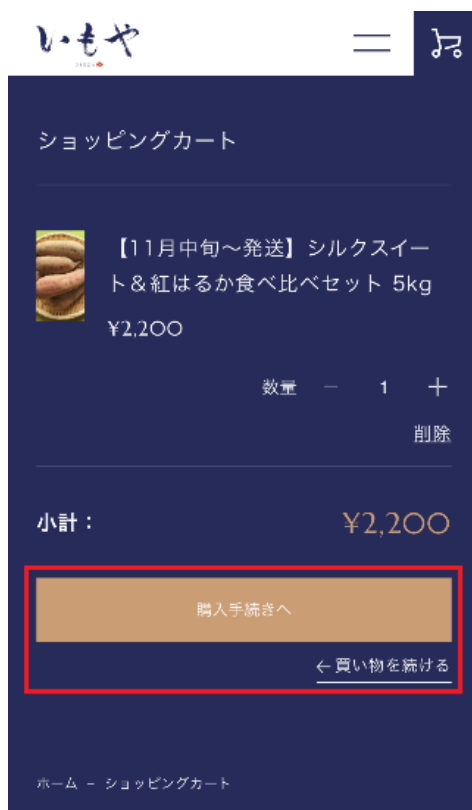 いもや
ショッピングカート
【11月中旬～発送】シルクスイー
ト＆紅はるか食べ比べセット 5kg
¥2,200
数量 － 1 ＋
削除
小計：
¥2,200
購入手続きへ
←買い物を続ける
ホーム － ショッピングカート